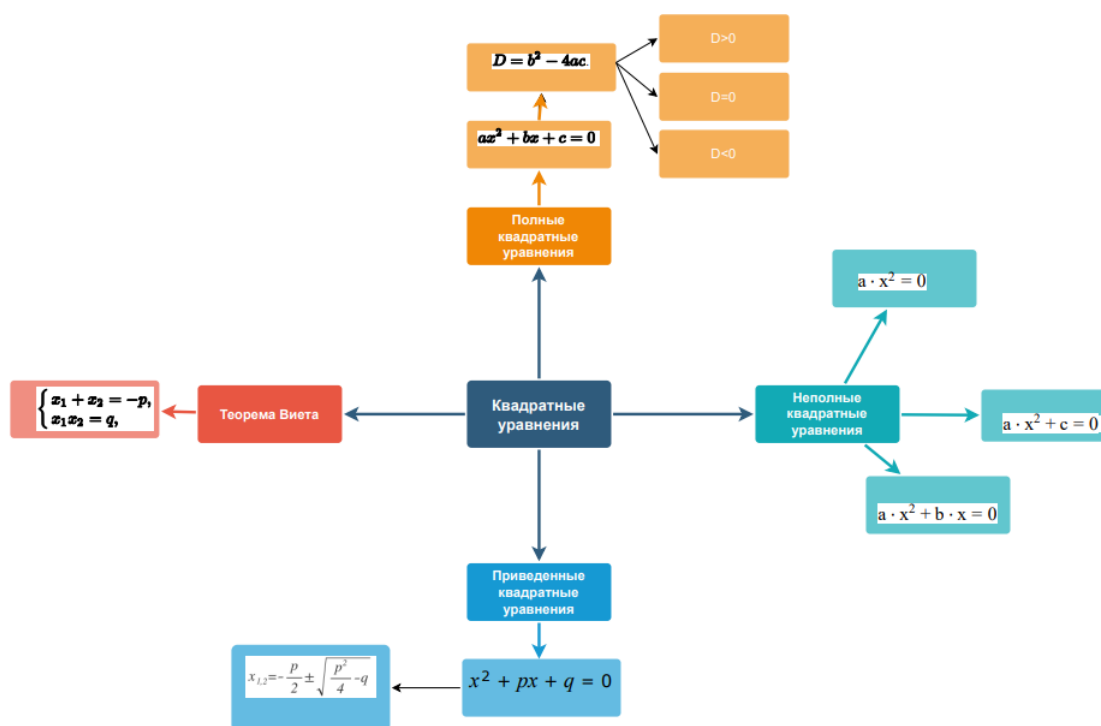 D>0
D = b² − 4ac.
D=0
ax² + bx + c = 0
D<0
Полные
квадратные
уравнения
a · x² = 0
{ x₁ + x₂ = −p,
x₁x₂ = q,
Теорема Виета
Квадратные
уравнения
Неполные
квадратные
уравнения
a · x² + c = 0
a · x² + b · x = 0
Приведенные
квадратные
уравнения
x₁,₂=-p/2 ± √(p²/4 -q)
x² + px + q = 0